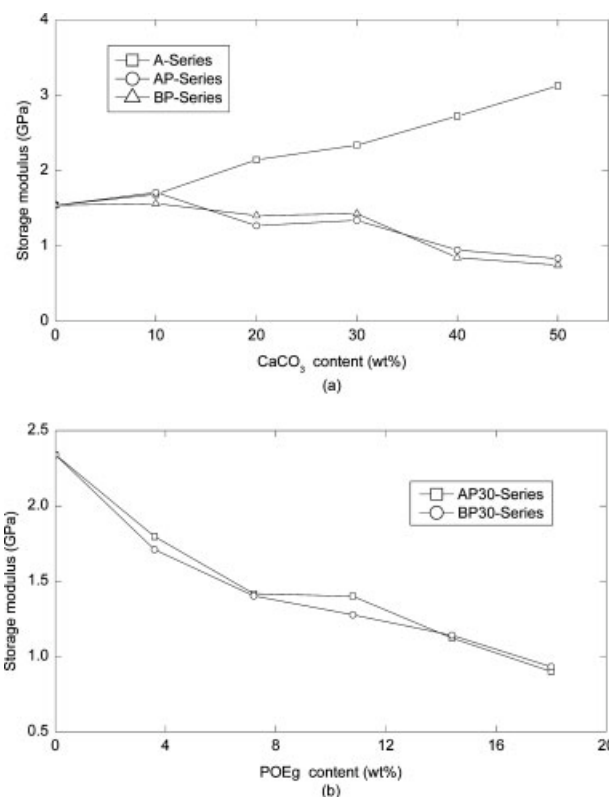 4
3
2
1
0
Storage modulus (GPa)
A-Series
AP-Series
BP-Series
0 10 20 30 40 50
CaCO₃ content (wt%)
(a)
2.5
2.0
1.5
1.0
0.5
Storage modulus (GPa)
AP30-Series
BP30-Series
0 4 8 12 16 20
POEg content (wt%)
(b)